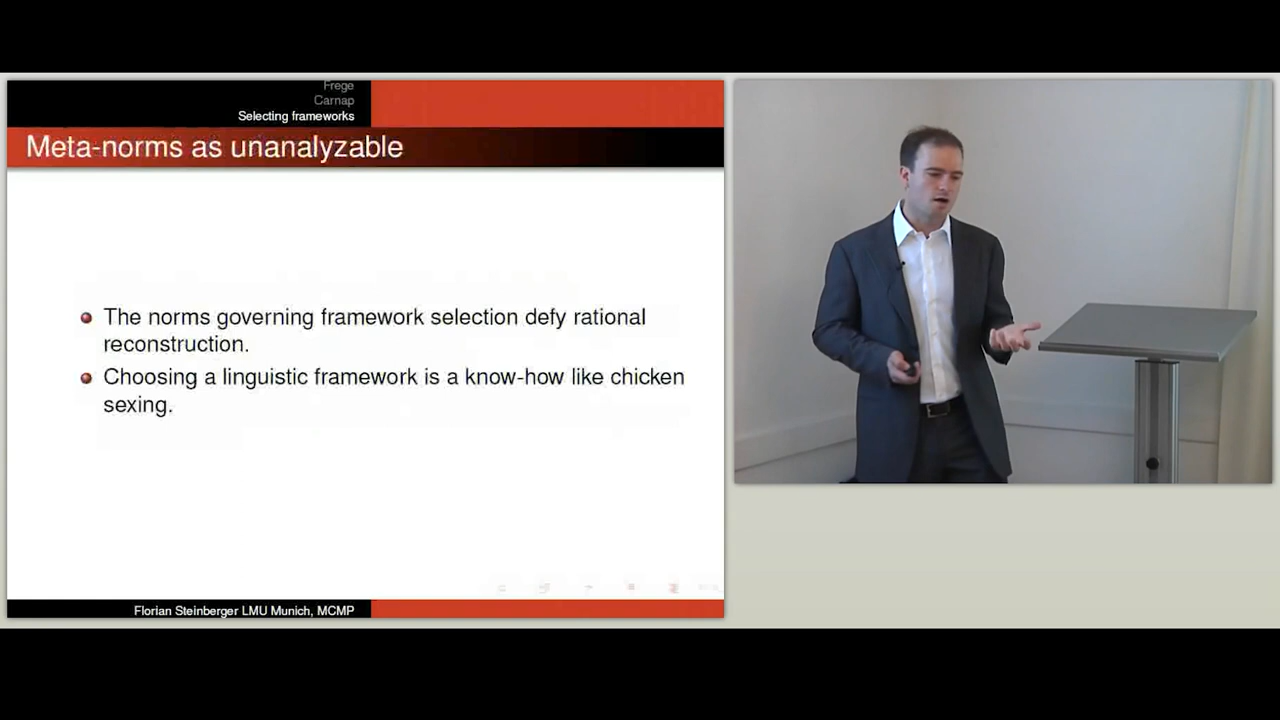 Frege
Carnap
Selecting frameworks
Meta-norms as unanalyzable
The norms governing framework selection defy rational
reconstruction.
Choosing a linguistic framework is a know-how like chicken
sexing.
Florian Steinberger LMU Munich, MCMP